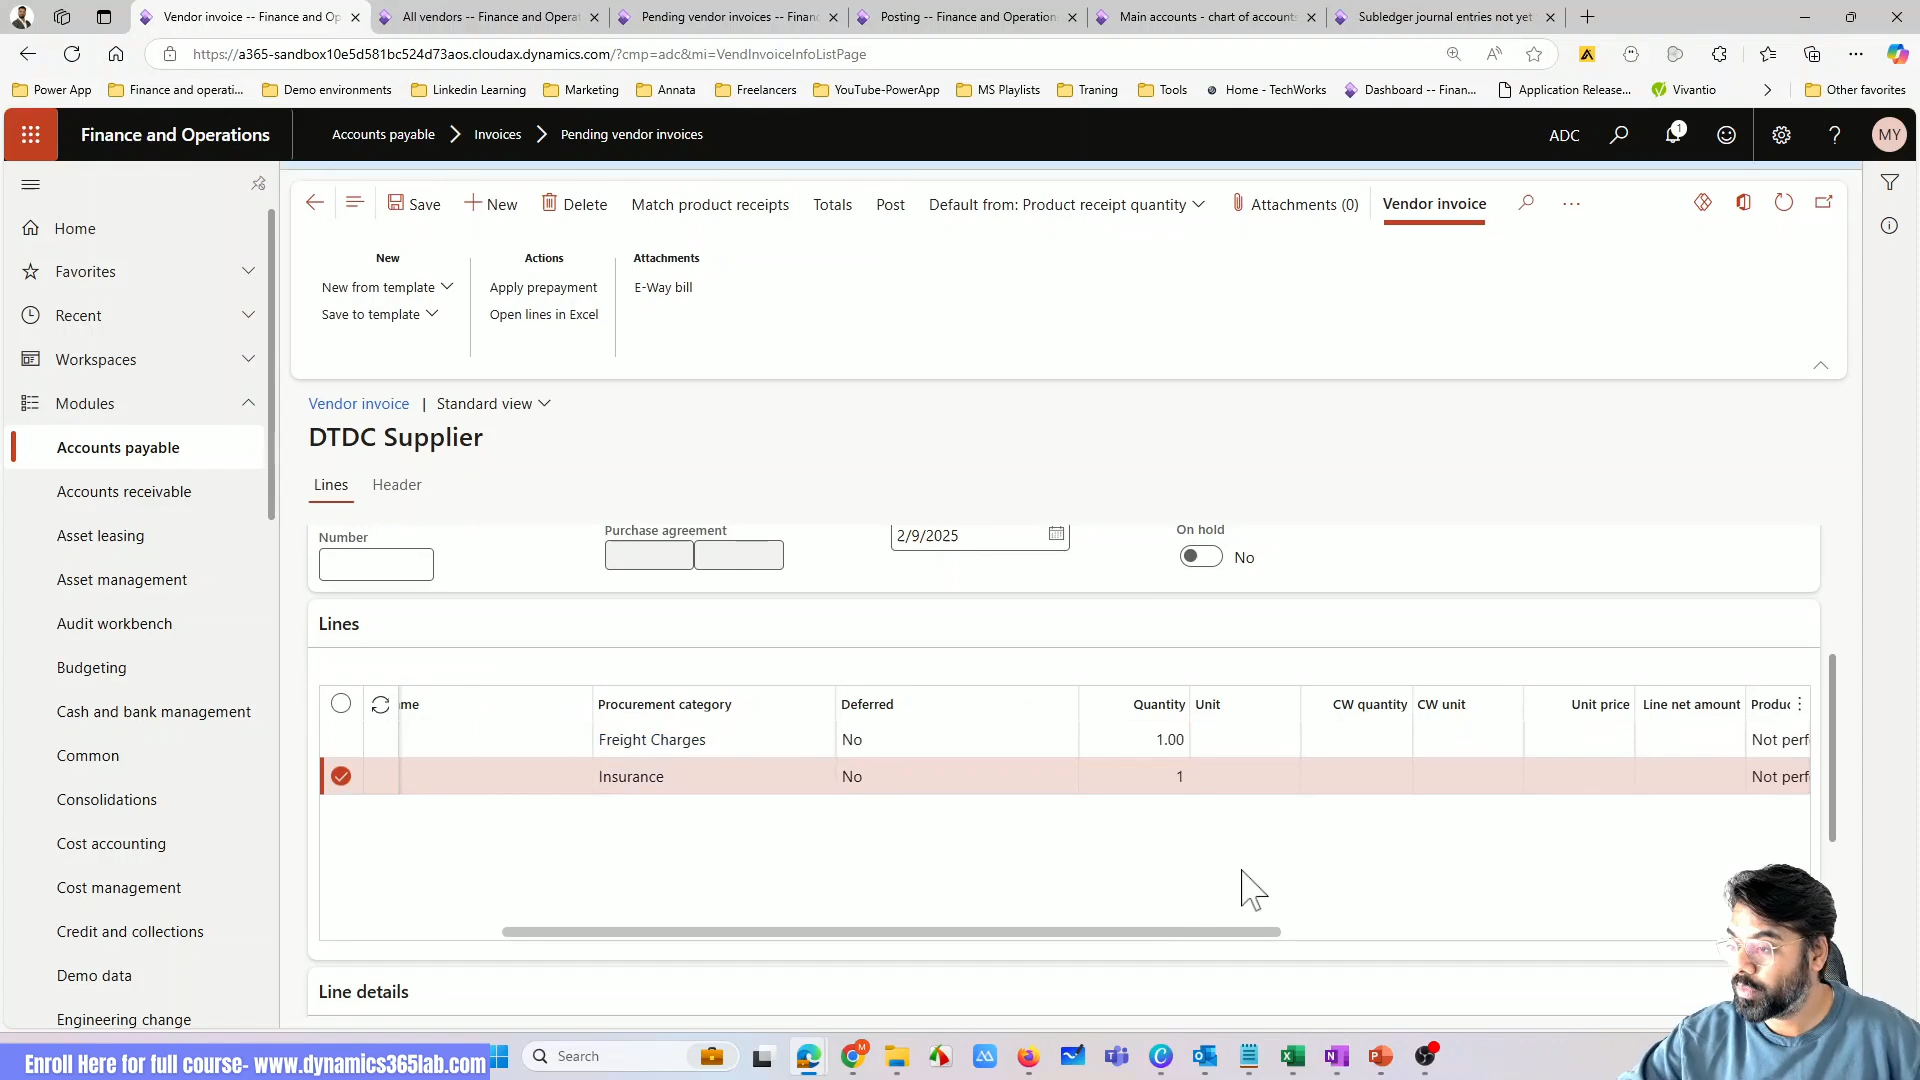 Vendor invoice -- Finance and Op
All vendors -- Finance and Operat
Pending vendor invoices -- Finan
Posting -- Finance and Operation
Main accounts - chart of accounts
Subledger journal entries not yet
https://a365-sandbox10e5d581bc524d73aos.cloudax.dynamics.com/?cmp=adc&mi=VendInvoiceInfoListPage
Power App
Finance and operati...
Demo environments
Linkedin Learning
Marketing
Annata
Freelancers
YouTube-PowerApp
MS Playlists
Traning
Tools
Home - TechWorks
Dashboard -- Finan...
Application Release...
Vivantio
Other favorites
Finance and Operations
Accounts payable
Invoices
Pending vendor invoices
ADC
1
MY
Save
New
Delete
Match product receipts
Totals
Post
Default from: Product receipt quantity
Attachments (0)
Vendor invoice
New
Actions
Attachments
New from template
Apply prepayment
E-Way bill
Save to template
Open lines in Excel
Home
Favorites
Recent
Workspaces
Modules
Accounts payable
Accounts receivable
Asset leasing
Asset management
Audit workbench
Budgeting
Cash and bank management
Common
Consolidations
Cost accounting
Cost management
Credit and collections
Demo data
Engineering change
Vendor invoice | Standard view
DTDC Supplier
Lines
Header
Number
Purchase agreement
2/9/2025
On hold
No
Lines
me
Procurement category
Deferred
Quantity
Unit
CW quantity
CW unit
Unit price
Line net amount
Produc
Freight Charges
No
1.00
Not perf
Insurance
No
1
Not perf
Line details
Enroll Here for full course- www.dynamics365lab.com
Search
M